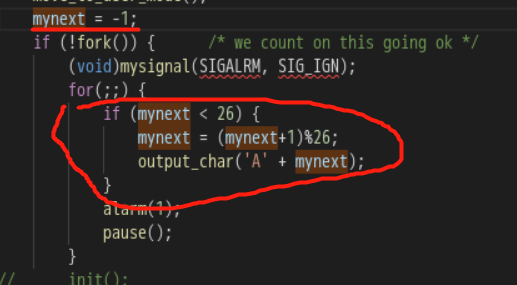 mynext = -1;
if (!fork()) {        /* we count on this going ok */
    (void)mysignal(SIGALRM, SIG_IGN);
    for(;;) {
        if (mynext < 26) {
            mynext = (mynext+1)%26;
            output_char('A' + mynext);
        }
        alarm(1);
        pause();
    }
//      init();